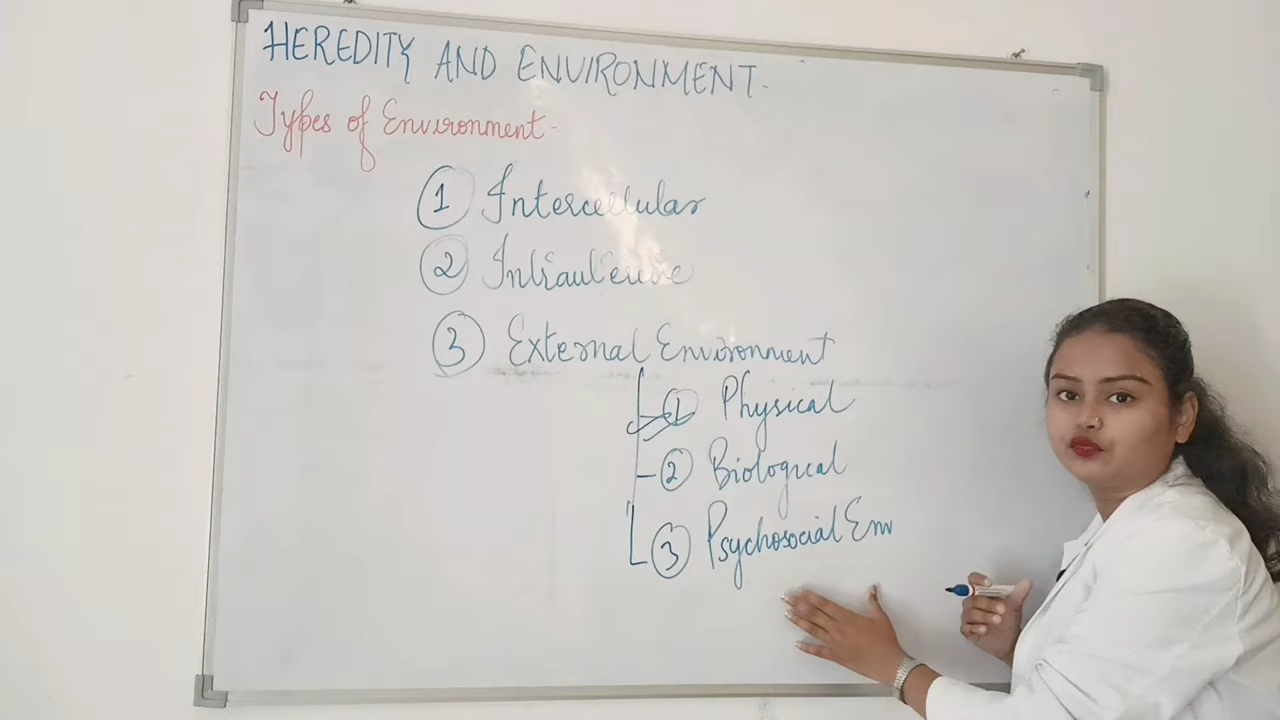 HEREDITY AND ENVIRONMENT-
Types of Environment-
1 Intercellular
2 Intrauterine
3 External Environment
1 Physical
2 Biological
3 Psychosocial Env